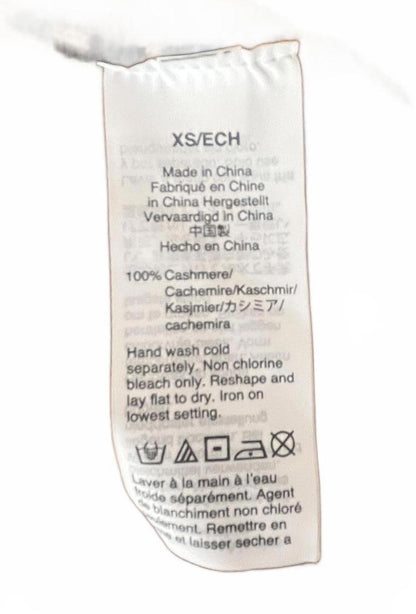 XS/ECH
Made in China
Fabriqué en Chine
in China Hergestellt
Vervaardigd in China
中国製
Hecho en China
100% Cashmere/
Cachemire/Kaschmir/
Kasjmier/カシミア/
cachemira
Hand wash cold
separately. Non chlorine
bleach only. Reshape and
lay flat to dry. Iron on
lowest setting.
Laver à la main à l'eau
froide séparément. Agent
de blanchiment non chloré
Remettre en
et laisser secher a